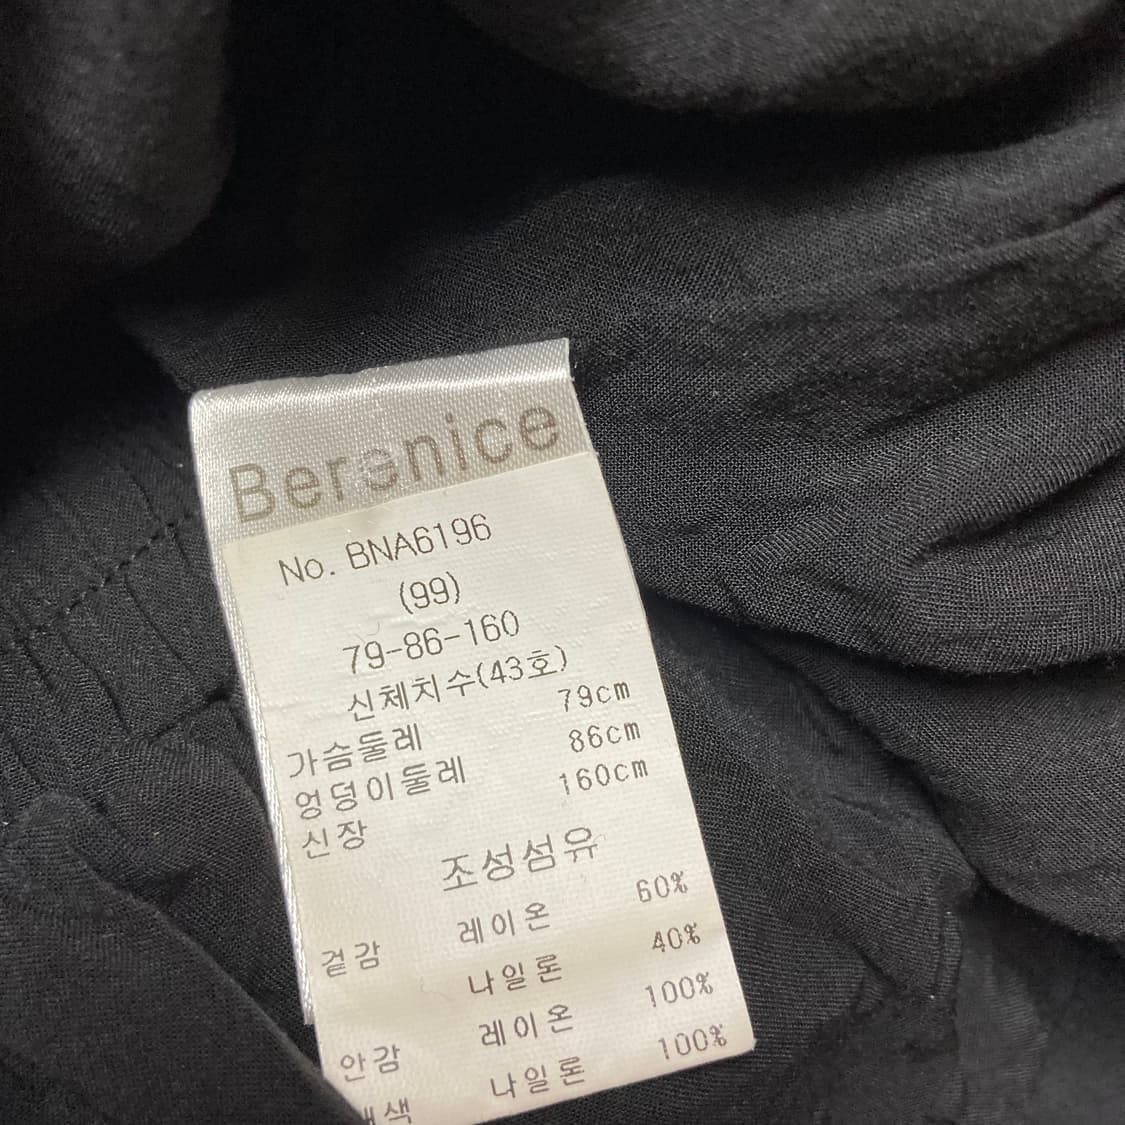 Berenice
No. BNA6196
(99)
79-86-160
신체치수(43호)
가슴둘레 79cm
엉덩이둘레 86cm
신장 160cm
조성섬유
겉감 레이온 60%
나일론 40%
안감 레이온 100%
배색 나일론 100%